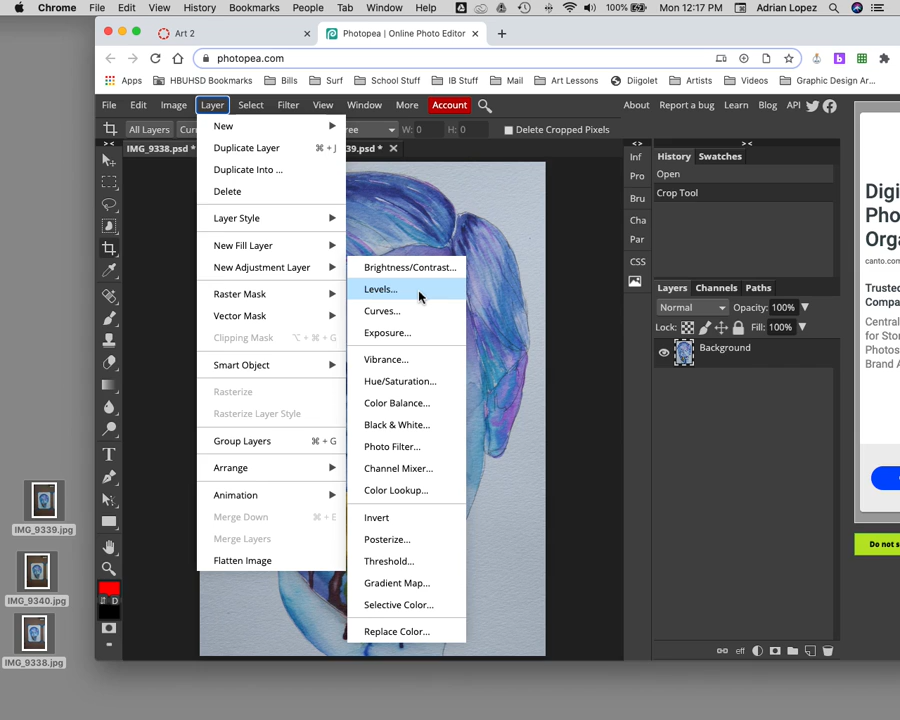 Chrome File Edit View History Bookmarks People Tab Window Help 100% Mon 12:17 PM Adrian Lopez
Art 2 × Photopea | Online Photo Editor × +
photopea.com
Apps HBUHSD Bookmarks Bills Surf School Stuff IB Stuff Mail Art Lessons Diigolet Artists Videos Graphic Design Ar...
File Edit Image Layer Select Filter View Window More Account About Report a bug Learn Blog API
All Layers W: 0 H: 0 Delete Cropped Pixels
IMG_9338.psd * 39.psd *
New
Duplicate Layer ⌘ + J
Duplicate Into ...
Delete
Layer Style
New Fill Layer
New Adjustment Layer
Raster Mask
Vector Mask
Clipping Mask ⌥ + ⌘ + G
Smart Object
Rasterize
Rasterize Layer Style
Group Layers ⌘ + G
Arrange
Animation
Merge Down ⌘ + E
Merge Layers
Flatten Image
Brightness/Contrast...
Levels...
Curves...
Exposure...
Vibrance...
Hue/Saturation...
Color Balance...
Black & White...
Photo Filter...
Channel Mixer...
Color Lookup...
Invert
Posterize...
Threshold...
Gradient Map...
Selective Color...
Replace Color...
Inf
Pro
Bru
Cha
Par
CSS
History Swatches
Open
Crop Tool
Layers Channels Paths
Normal Opacity: 100%
Lock: Fill: 100%
Background
eff
D
IMG_9339.jpg
IMG_9340.jpg
IMG_9338.jpg
Digi
Pho
Orga
canto.co
Trusted
Compa
Central
for Stor
Photos
Brand A
Do not s